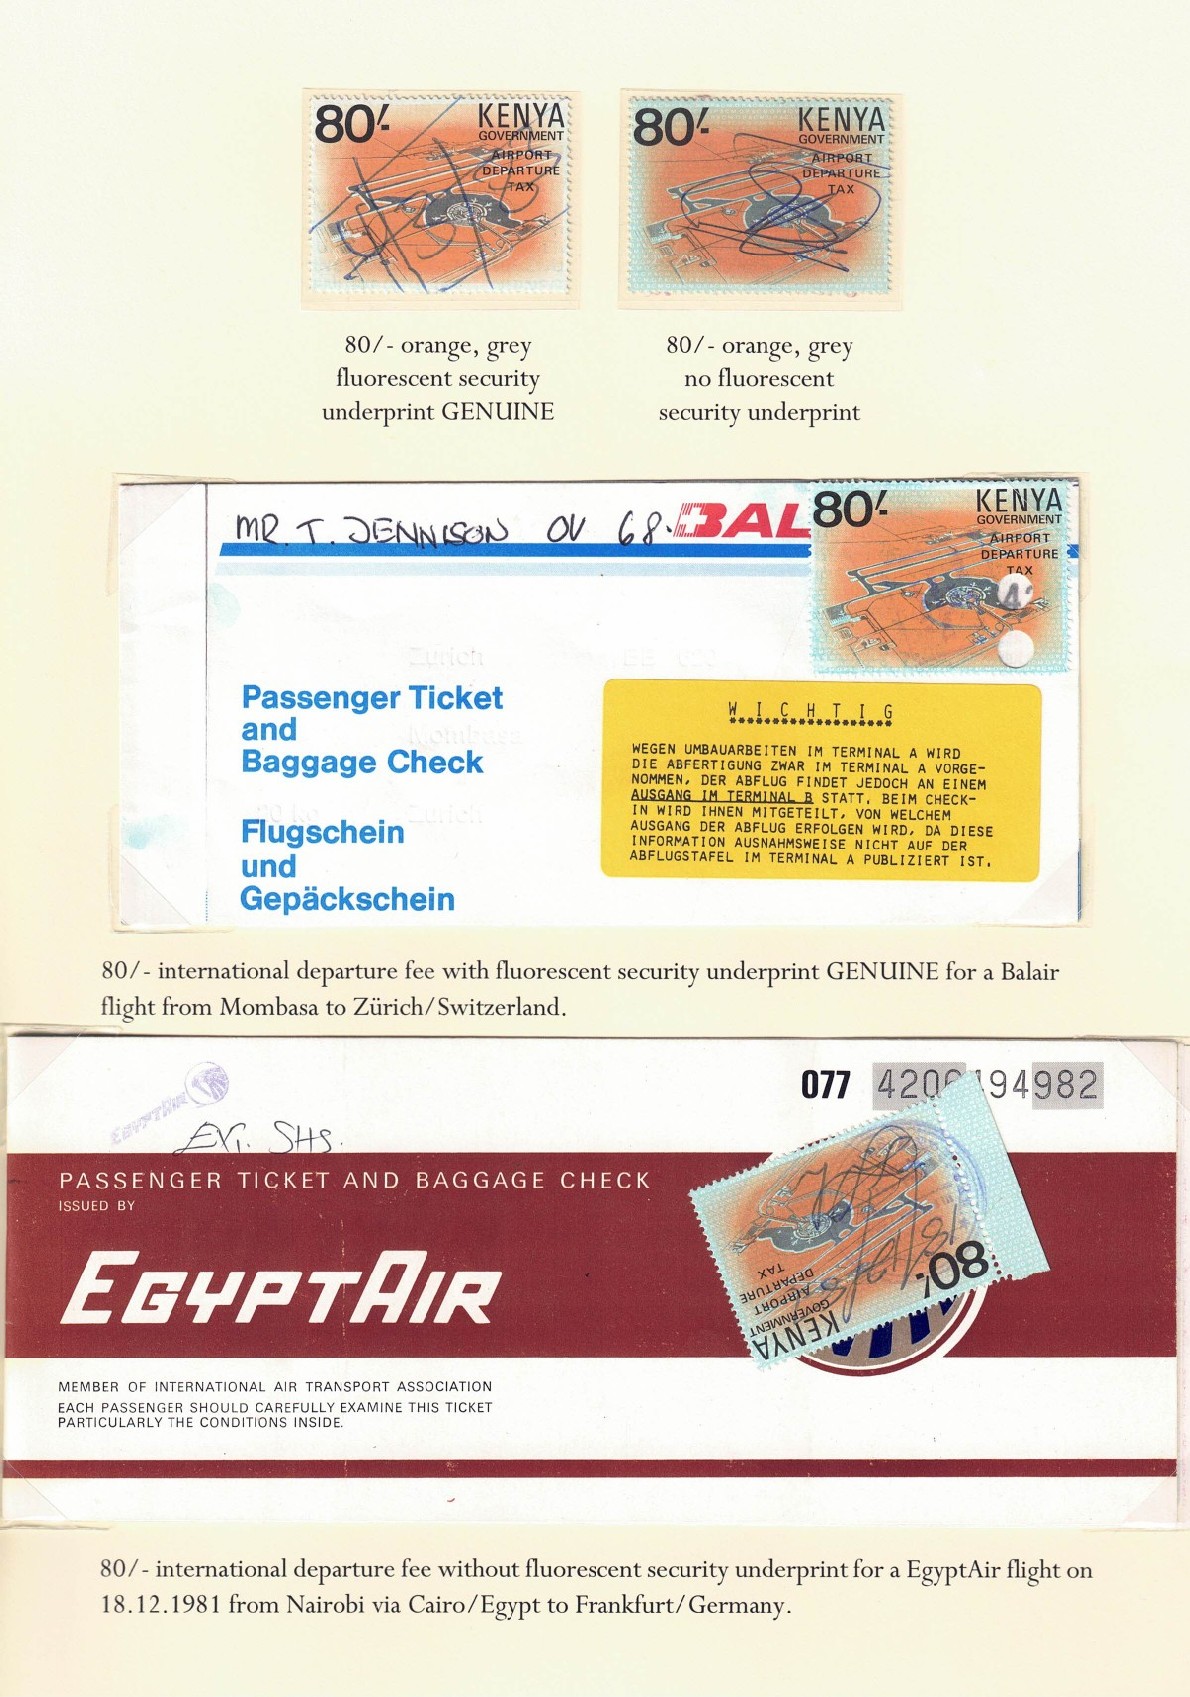 80/- KENYA
GOVERNMENT
AIRPORT
DEPARTURE
TAX
80/- KENYA
GOVERNMENT
AIRPORT
DEPARTURE
TAX
80/- orange, grey
fluorescent security
underprint GENUINE
80/- orange, grey
no fluorescent
security underprint
MR. T. JENNISON OV 68. BAL
80/- KENYA
GOVERNMENT
AIRPORT
DEPARTURE
TAX
Zürich
Mombasa
Zürich
Passenger Ticket
and
Baggage Check
Flugschein
und
Gepäckschein
WICHTIG
WEGEN UMBAUARBEITEN IM TERMINAL A WIRD
DIE ABFERTIGUNG ZWAR IM TERMINAL A VORGE-
NOMMEN, DER ABFLUG FINDET JEDOCH AN EINEM
AUSGANG IM TERMINAL B STATT. BEIM CHECK-
IN WIRD IHNEN MITGETEILT, VON WELCHEM
AUSGANG DER ABFLUG ERFOLGEN WIRD, DA DIESE
INFORMATION AUSNAHMSWEISE NICHT AUF DER
ABFLUGSTAFEL IM TERMINAL A PUBLIZIERT IST.
80/- international departure fee with fluorescent security underprint GENUINE for a Balair
flight from Mombasa to Zürich/Switzerland.
EGYPTAIR
077 4206 94982
PASSENGER TICKET AND BAGGAGE CHECK
ISSUED BY
EGYPTAIR
80/- KENYA
GOVERNMENT
AIRPORT
DEPARTURE
TAX
MEMBER OF INTERNATIONAL AIR TRANSPORT ASSOCIATION
EACH PASSENGER SHOULD CAREFULLY EXAMINE THIS TICKET
PARTICULARLY THE CONDITIONS INSIDE.
80/- international departure fee without fluorescent security underprint for a EgyptAir flight on
18.12.1981 from Nairobi via Cairo/Egypt to Frankfurt/Germany.